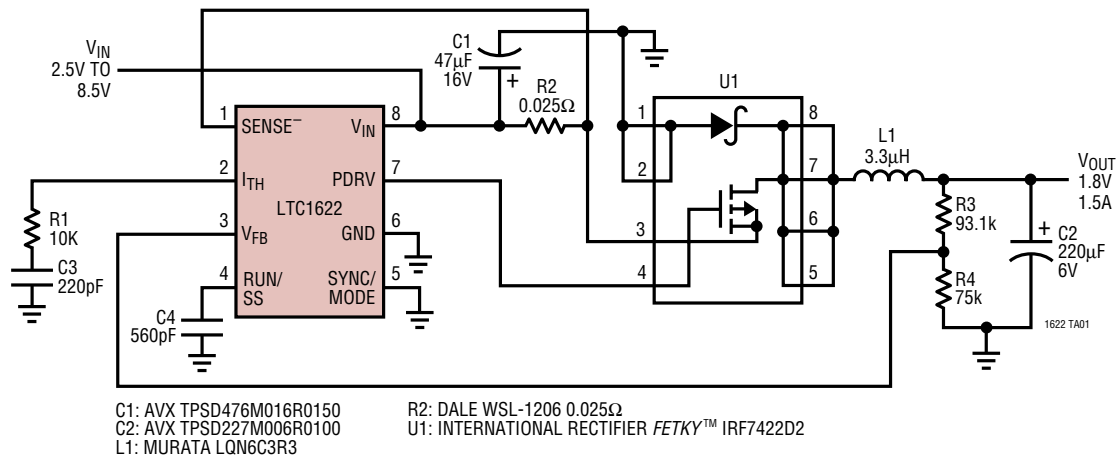 V_IN
2.5V TO
8.5V
C1
47µF
16V
+
R2
0.025Ω
U1
1
SENSE⁻
V_IN
8
2
I_TH
PDRV
7
LTC1622
3
V_FB
GND
6
4
RUN/
SS
SYNC/
MODE
5
R1
10K
C3
220pF
C4
560pF
1
2
3
4
8
7
6
5
L1
3.3µH
V_OUT
1.8V
1.5A
R3
93.1k
R4
75k
+
C2
220µF
6V
1622 TA01
C1: AVX TPSD476M016R0150
C2: AVX TPSD227M006R0100
L1: MURATA LQN6C3R3
R2: DALE WSL-1206 0.025Ω
U1: INTERNATIONAL RECTIFIER FETKY™ IRF7422D2